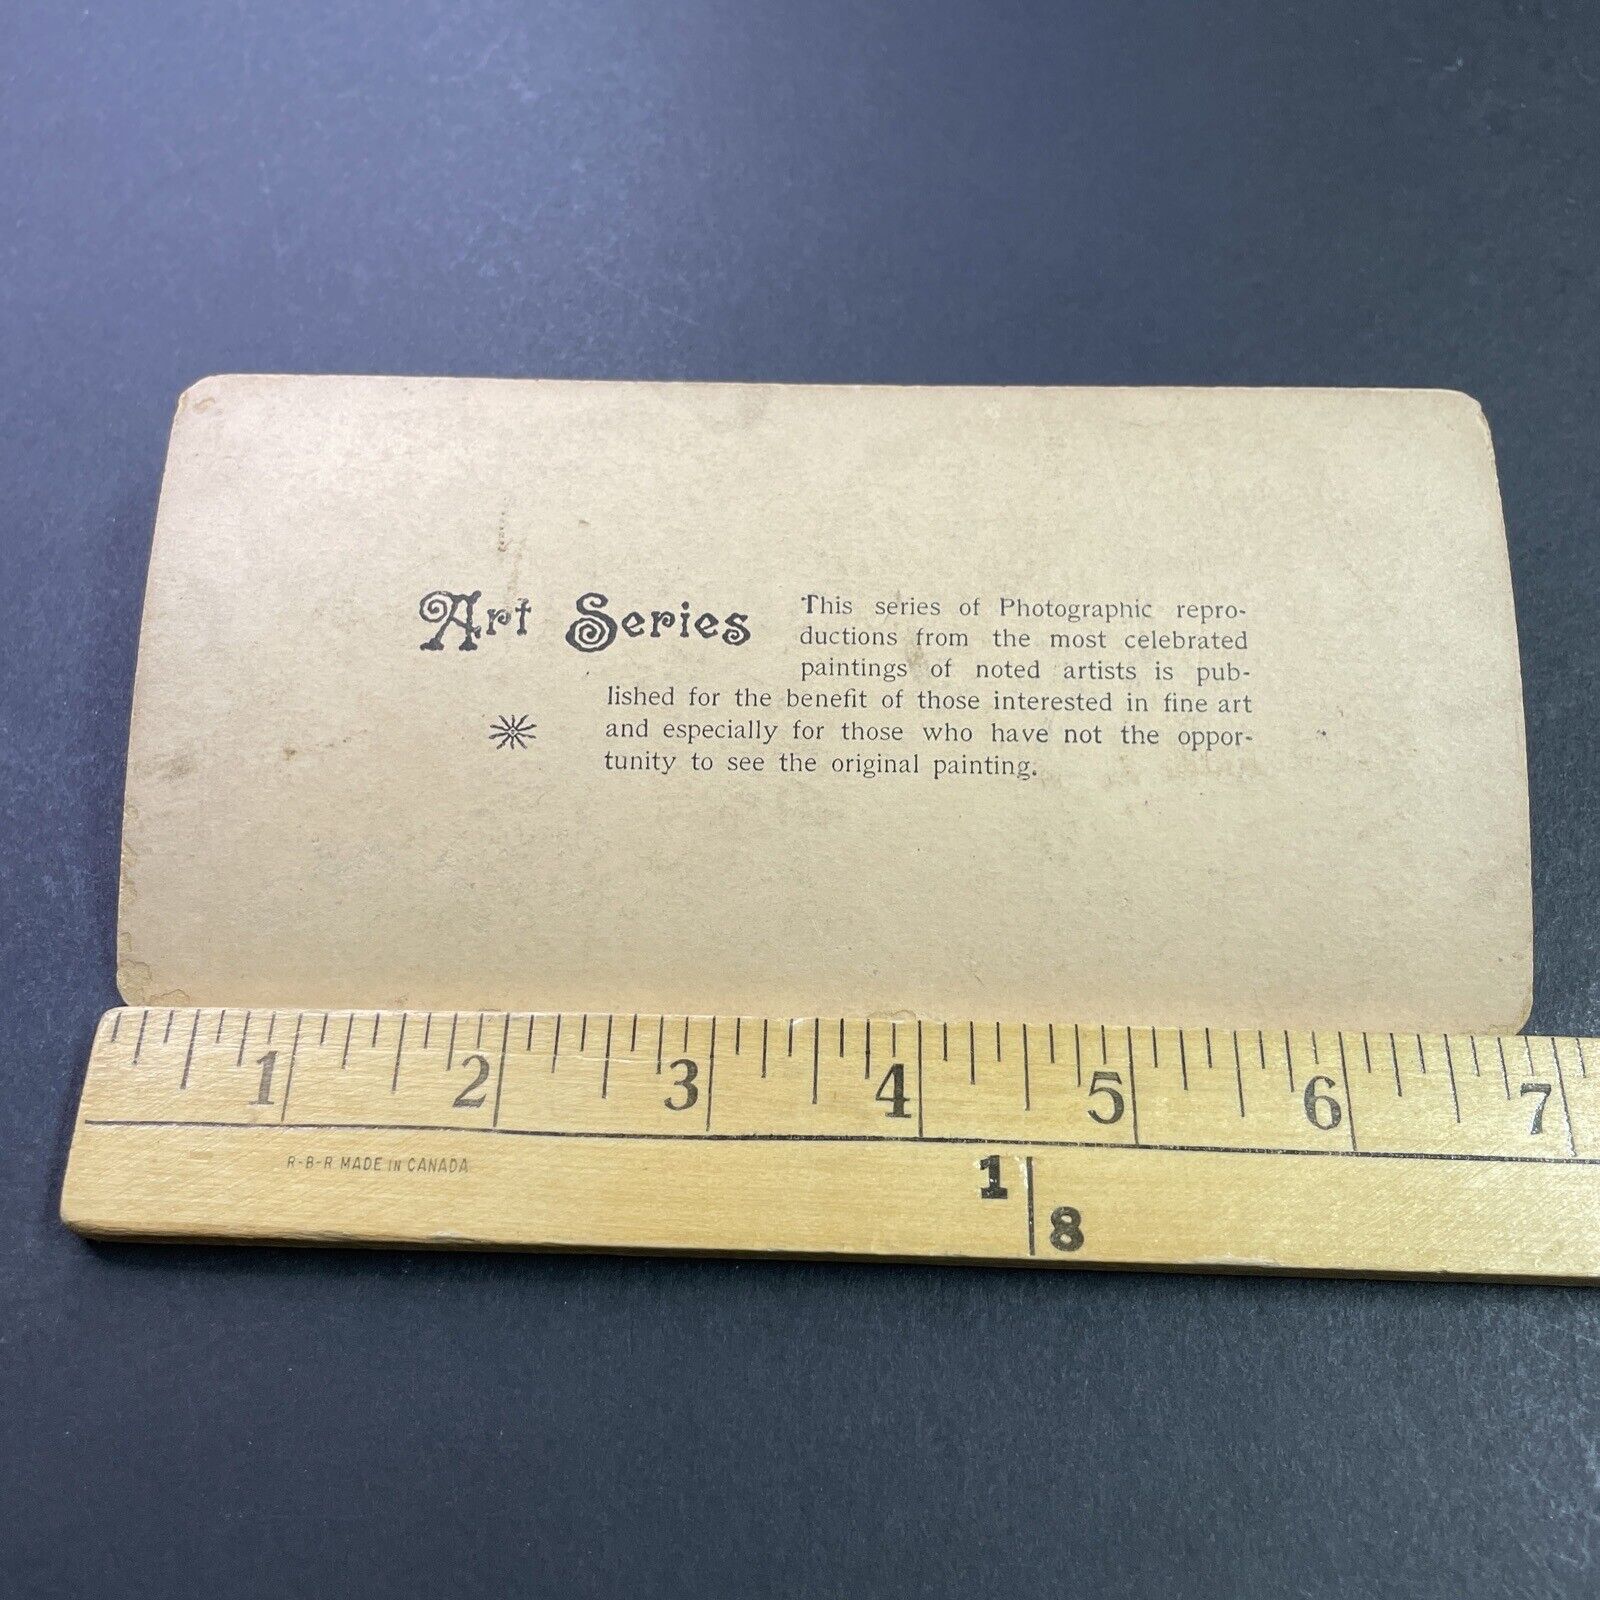 Art Series
This series of Photographic repro-
ductions from the most celebrated
paintings of noted artists is pub-
lished for the benefit of those interested in fine art
and especially for those who have not the oppor-
tunity to see the original painting.
1 2 3 4 5 6 7
R-B-R MADE IN CANADA
1
8